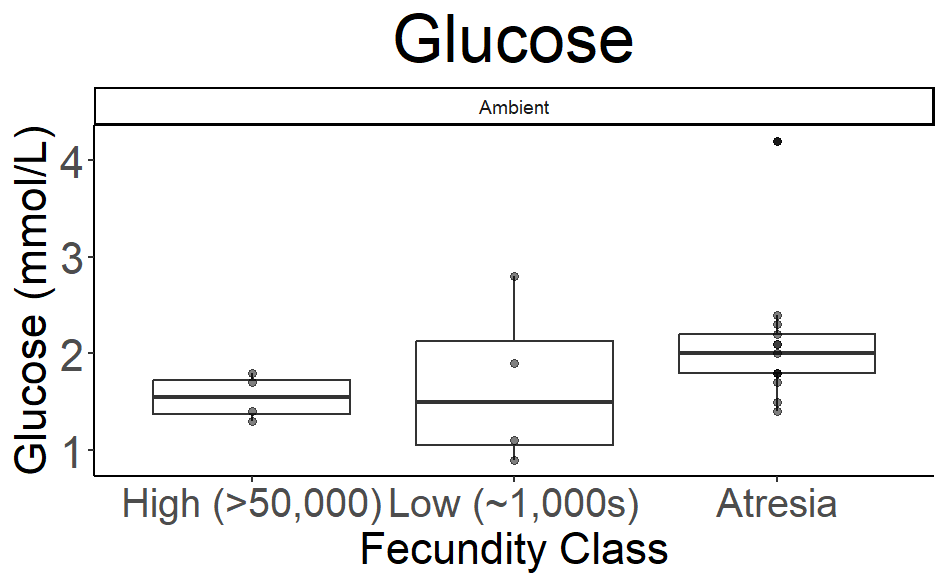 Glucose
Ambient
Glucose (mmol/L)
4
3
2
1
High (>50,000) Low (~1,000s) Atresia
Fecundity Class